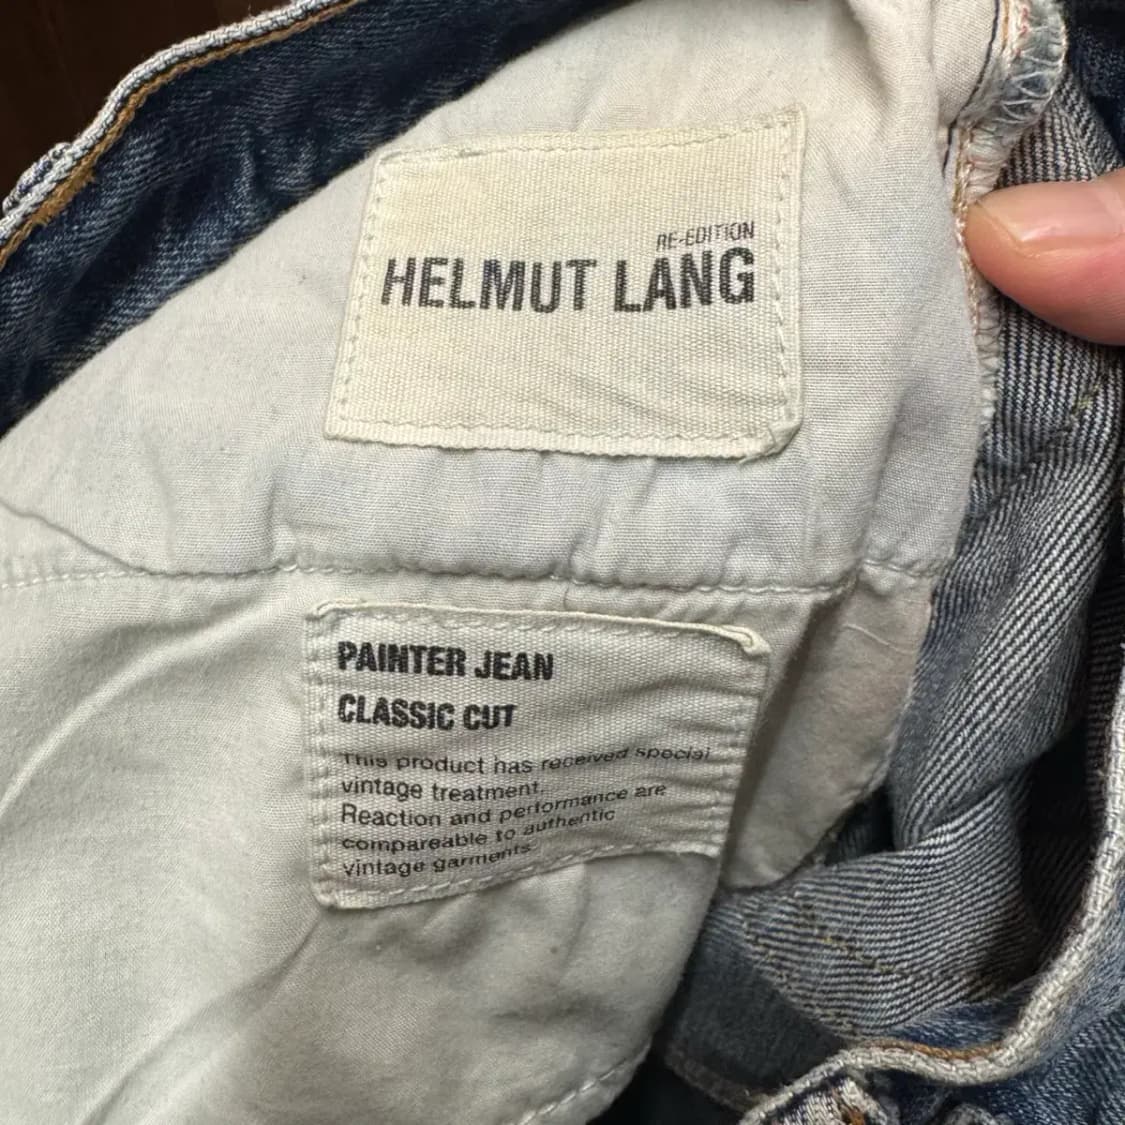 RE-EDITION
HELMUT LANG
PAINTER JEAN
CLASSIC CUT
This product has received special
vintage treatment.
Reaction and performance are
compareable to authentic
vintage garments.